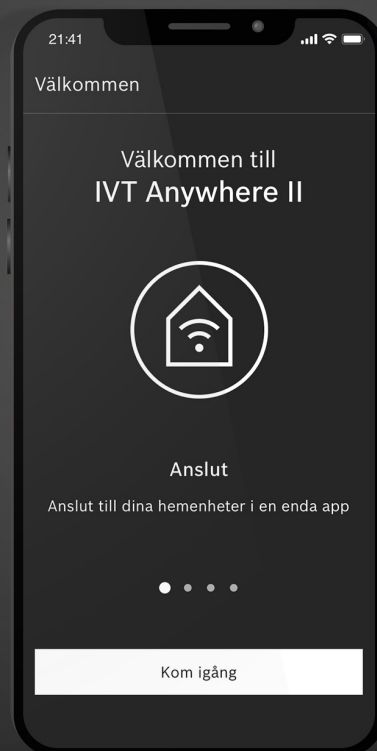 21:41
Välkommen
Välkommen till
IVT Anywhere II
Anslut
Anslut till dina hemenheter i en enda app
Kom igång